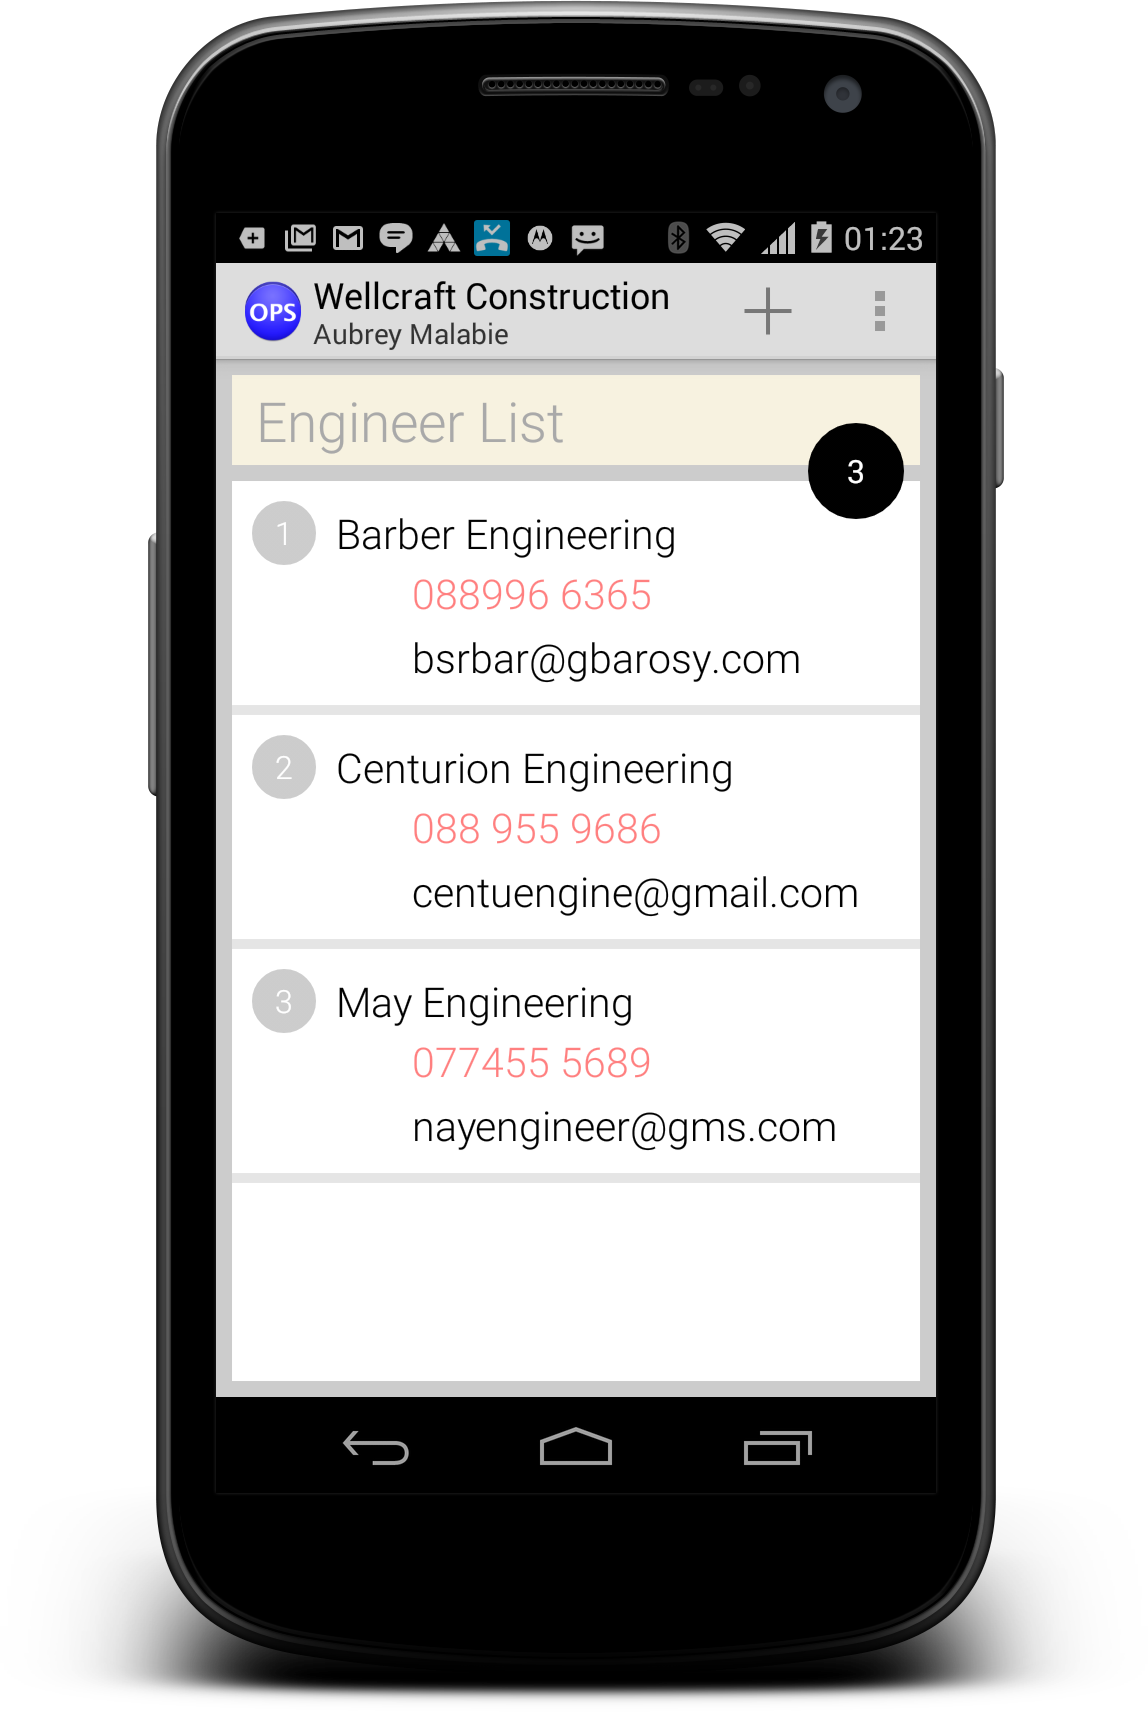 01:23
OPS
Wellcraft Construction
Aubrey Malabie
Engineer List
3
1
Barber Engineering
088996 6365
bsrbar@gbarosy.com
2
Centurion Engineering
088 955 9686
centuengine@gmail.com
3
May Engineering
077455 5689
nayengineer@gms.com